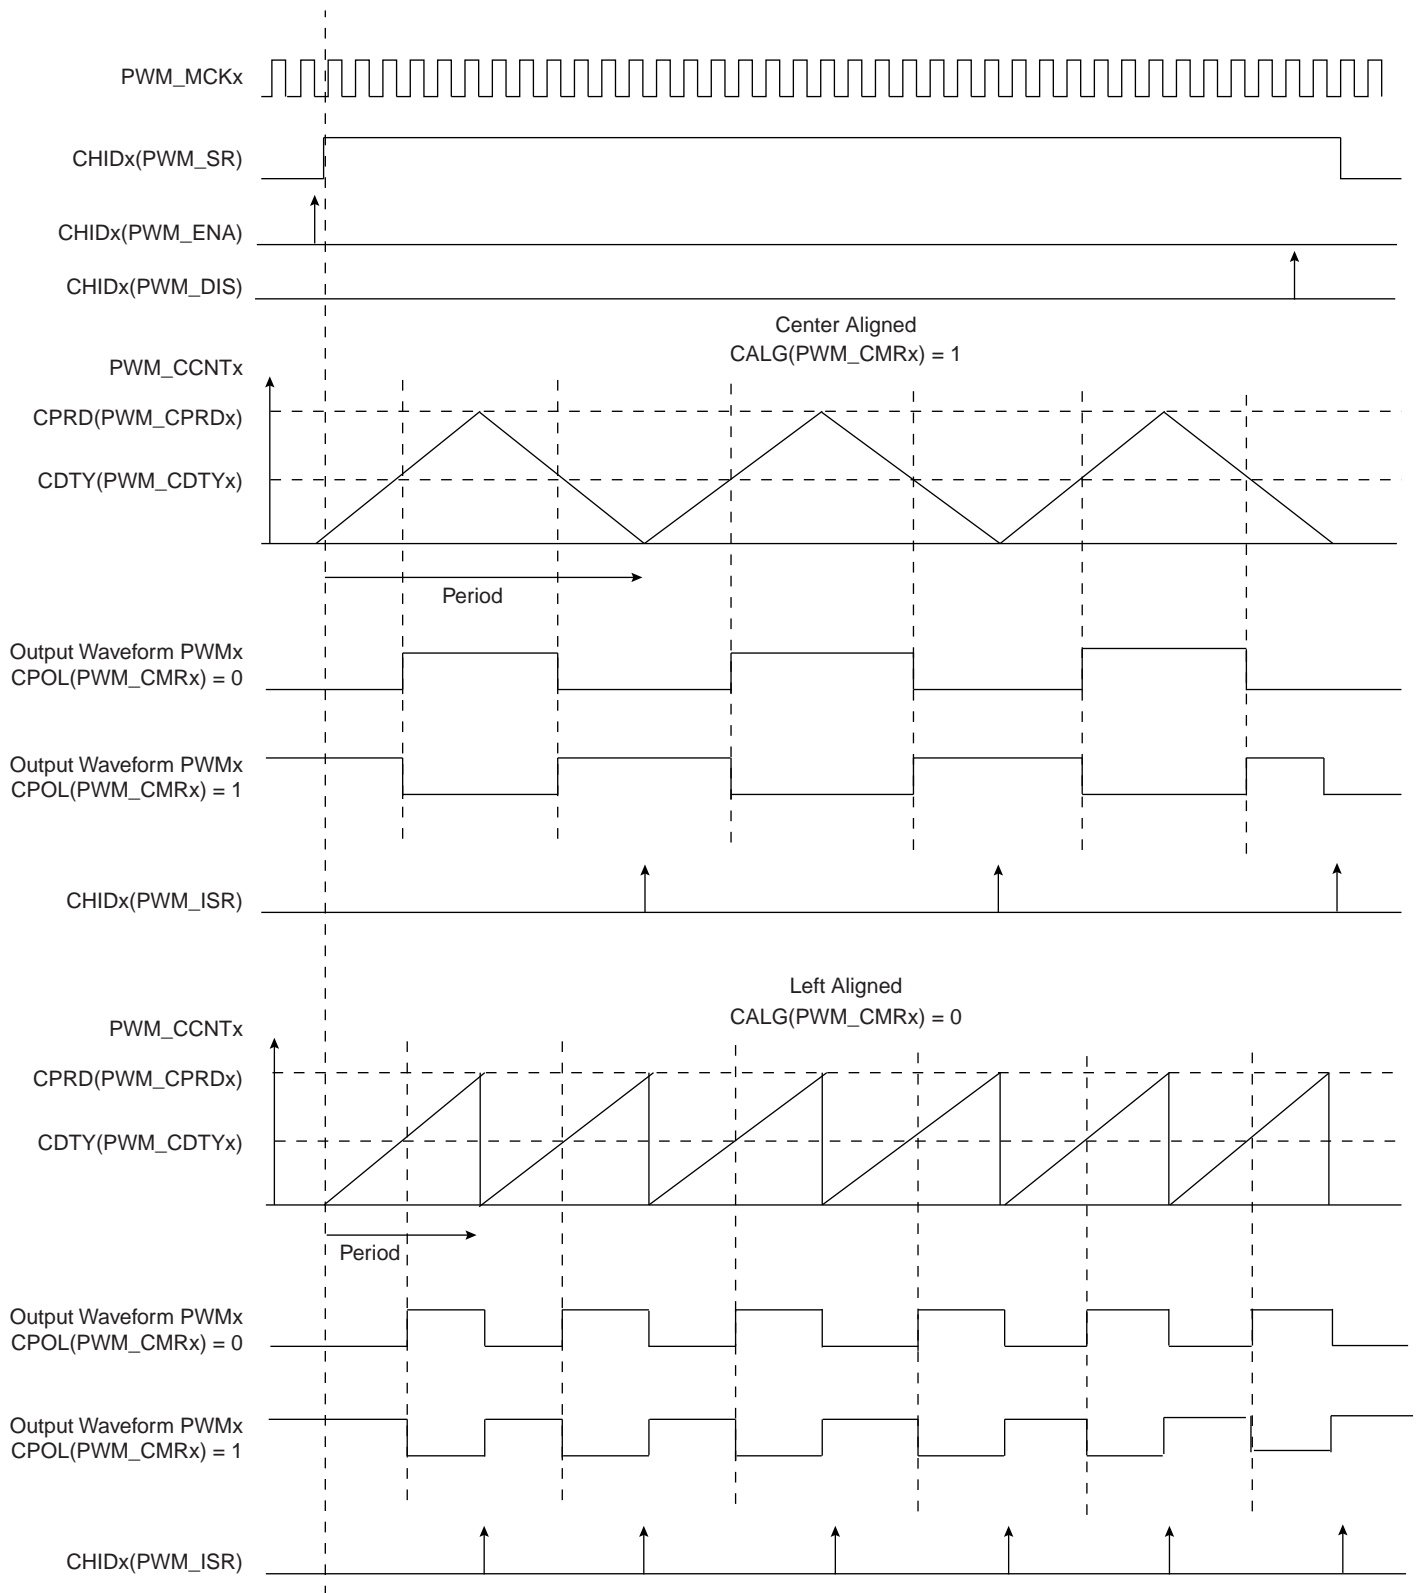 PWM_MCKx
CHIDx(PWM_SR)
CHIDx(PWM_ENA)
CHIDx(PWM_DIS)
Center Aligned
CALG(PWM_CMRx) = 1
PWM_CCNTx
CPRD(PWM_CPRDx)
CDTY(PWM_CDTYx)
Period
Output Waveform PWMx
CPOL(PWM_CMRx) = 0
Output Waveform PWMx
CPOL(PWM_CMRx) = 1
CHIDx(PWM_ISR)
Left Aligned
CALG(PWM_CMRx) = 0
PWM_CCNTx
CPRD(PWM_CPRDx)
CDTY(PWM_CDTYx)
Period
Output Waveform PWMx
CPOL(PWM_CMRx) = 0
Output Waveform PWMx
CPOL(PWM_CMRx) = 1
CHIDx(PWM_ISR)